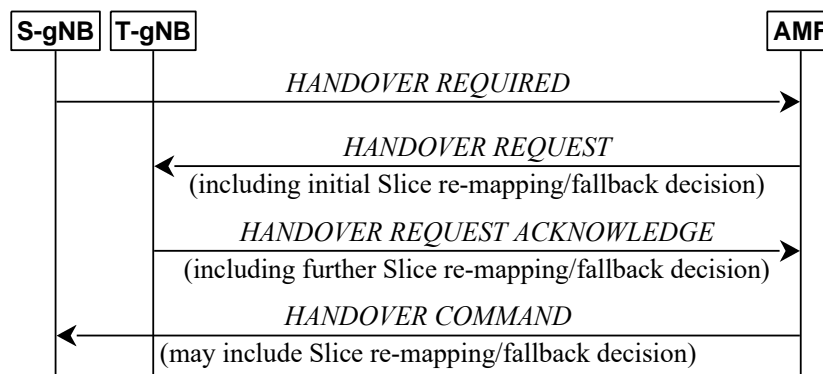 S-gNB T-gNB AMF
HANDOVER REQUIRED
HANDOVER REQUEST
(including initial Slice re-mapping/fallback decision)
HANDOVER REQUEST ACKNOWLEDGE
(including further Slice re-mapping/fallback decision)
HANDOVER COMMAND
(may include Slice re-mapping/fallback decision)